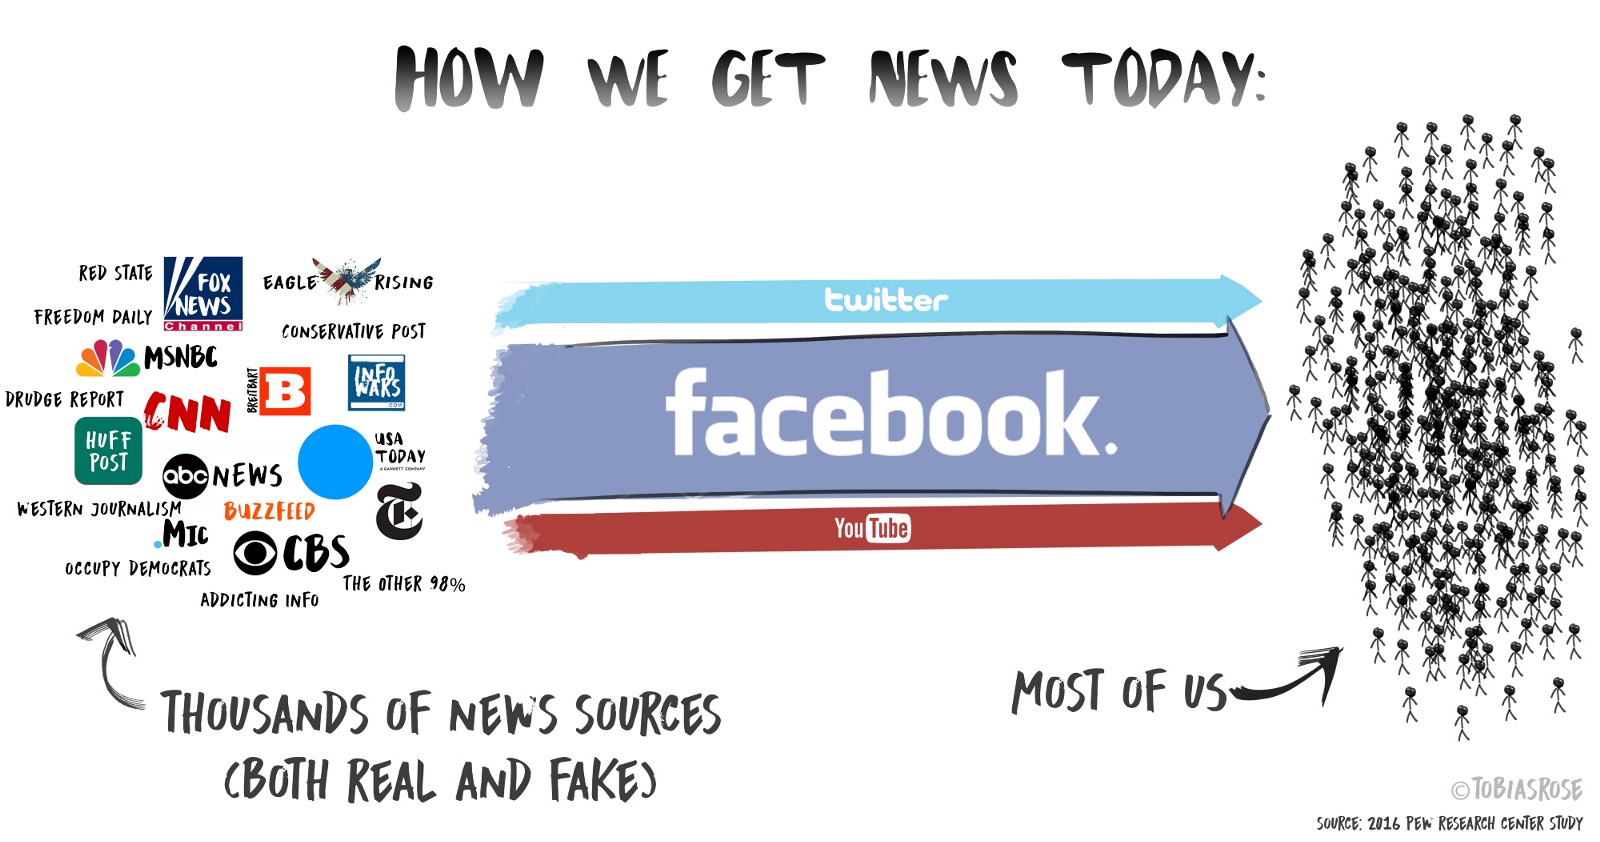 HOW WE GET NEWS TODAY:
RED STATE
FOX
NEWS
Channel
EAGLE RISING
FREEDOM DAILY
CONSERVATIVE POST
MSNBC
DRUDGE REPORT
CNN
BREITBART
B
INFO
WARS
.COM
HUFF
POST
abc NEWS
USA
TODAY
A GANNETT COMPANY
WESTERN JOURNALISM
BUZZFEED
T
.MIC
CBS
OCCUPY DEMOCRATS
THE OTHER 98%
ADDICTING INFO
twitter
facebook.
YouTube
THOUSANDS OF NEWS SOURCES
(BOTH REAL AND FAKE)
MOST OF US
©TOBIASROSE
SOURCE: 2016 PEW RESEARCH CENTER STUDY